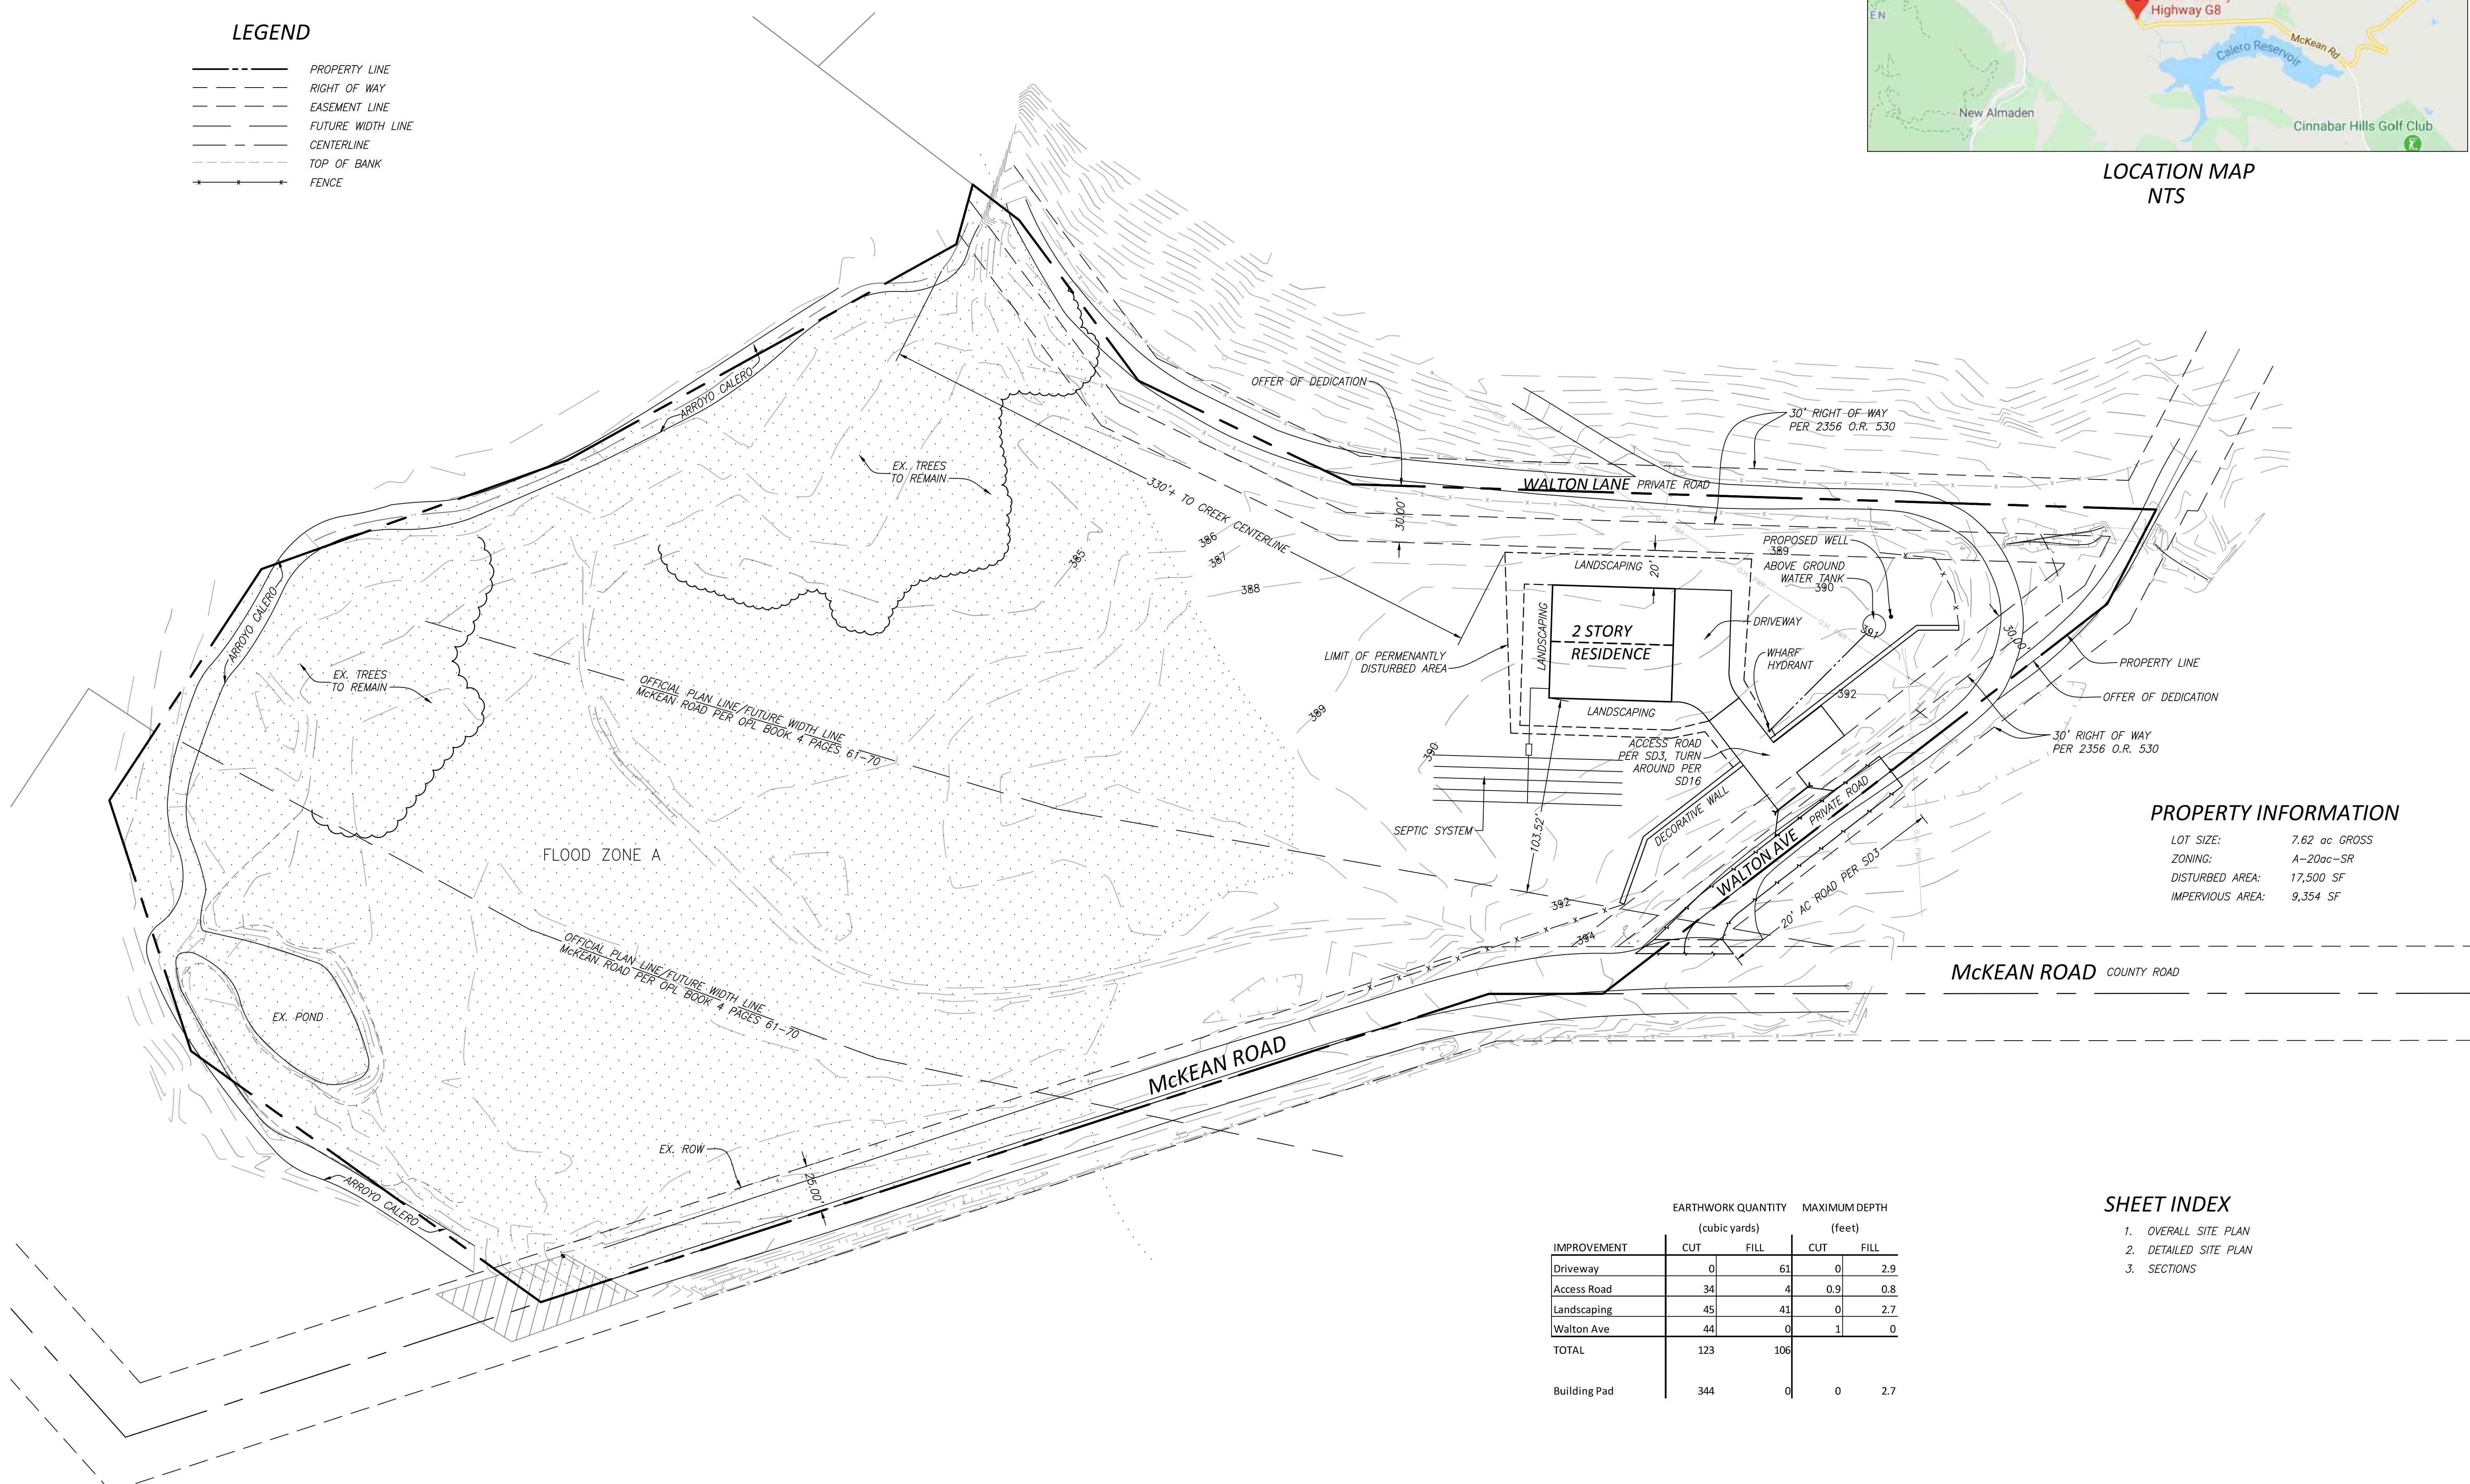 LEGEND
PROPERTY LINE
RIGHT OF WAY
EASEMENT LINE
FUTURE WIDTH LINE
CENTERLINE
TOP OF BANK
FENCE
EN
Highway G8
McKean Rd
Calero Reservoir
New Almaden
Cinnabar Hills Golf Club
LOCATION MAP
NTS
ARROYO CALERO
OFFER OF DEDICATION
30' RIGHT OF WAY
PER 2356 O.R. 530
EX. TREES
TO REMAIN
330'+ TO CREEK CENTERLINE
WALTON LANE PRIVATE ROAD
30.00'
385
386
387
388
PROPOSED WELL
389
ABOVE GROUND
WATER TANK
390
391
LANDSCAPING
20'
LANDSCAPING
2 STORY
RESIDENCE
DRIVEWAY
WHARF
HYDRANT
LIMIT OF PERMENANTLY
DISTURBED AREA
LANDSCAPING
392
30.00'
PROPERTY LINE
OFFER OF DEDICATION
30' RIGHT OF WAY
PER 2356 O.R. 530
ARROYO CALERO
EX. TREES
TO REMAIN
OFFICIAL PLAN LINE/FUTURE WIDTH LINE
McKEAN ROAD PER OPL BOOK 4 PAGES 61-70
389
390
ACCESS ROAD
PER SD3, TURN
AROUND PER
SD16
SEPTIC SYSTEM
103.52'
DECORATIVE WALL
WALTON AVE PRIVATE ROAD
20' AC ROAD PER SD3
392
394
FLOOD ZONE A
OFFICIAL PLAN LINE/FUTURE WIDTH LINE
McKEAN ROAD PER OPL BOOK 4 PAGES 61-70
EX. POND
McKEAN ROAD COUNTY ROAD
McKEAN ROAD
EX. ROW
25.00'
ARROYO CALERO
O.H. PWR
PROPERTY INFORMATION
LOT SIZE: 7.62 ac GROSS
ZONING: A-20ac-SR
DISTURBED AREA: 17,500 SF
IMPERVIOUS AREA: 9,354 SF
EARTHWORK QUANTITY MAXIMUM DEPTH
(cubic yards) (feet)
IMPROVEMENT CUT FILL CUT FILL
Driveway 0 61 0 2.9
Access Road 34 4 0.9 0.8
Landscaping 45 41 0 2.7
Walton Ave 44 0 1 0
TOTAL 123 106
Building Pad 344 0 0 2.7
SHEET INDEX
1. OVERALL SITE PLAN
2. DETAILED SITE PLAN
3. SECTIONS